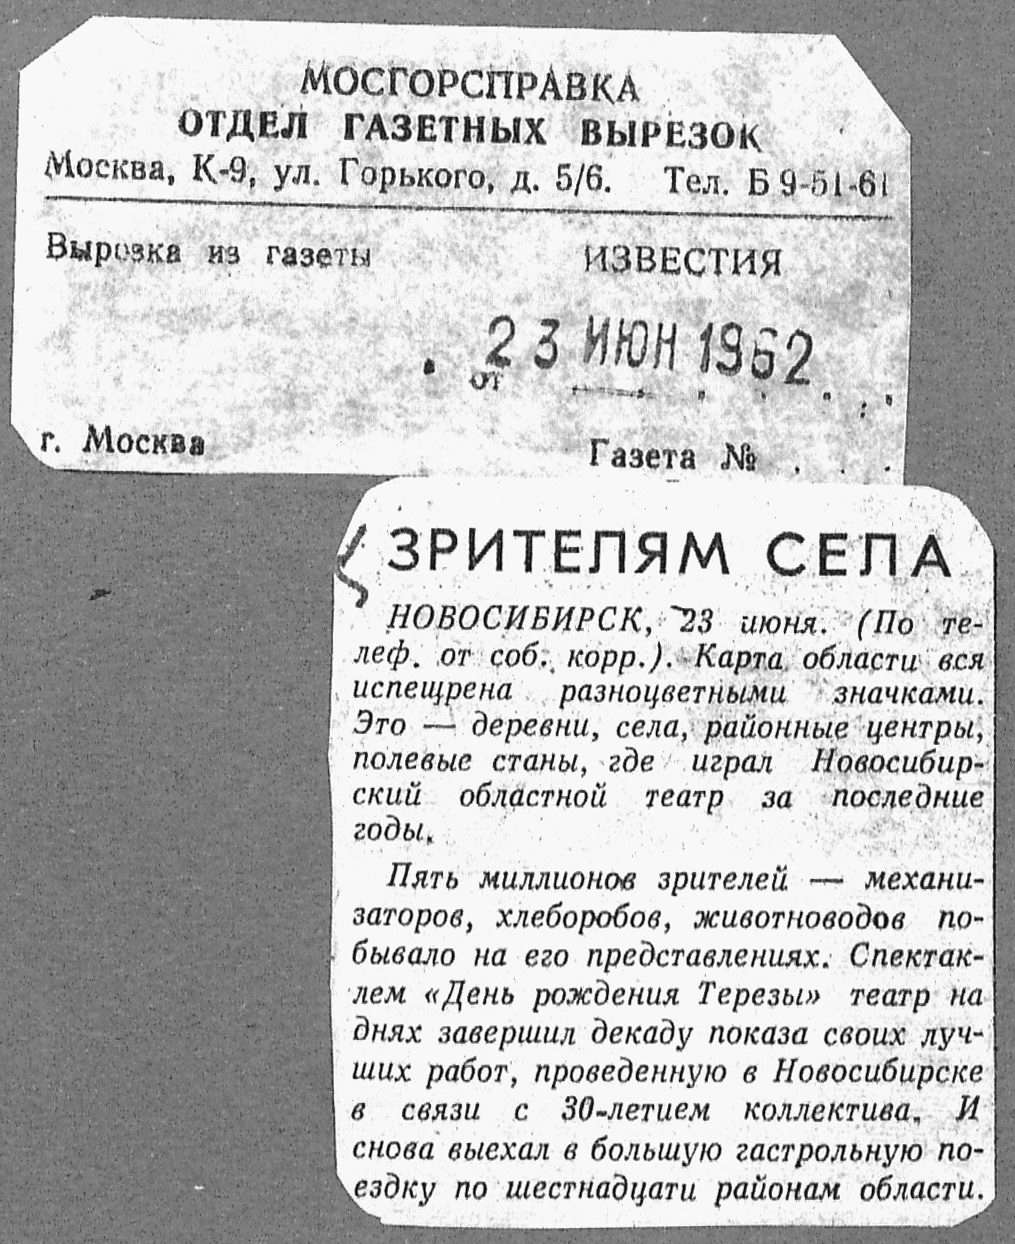 МОСГОРСПРАВКА
ОТДЕЛ ГАЗЕТНЫХ ВЫРЕЗОК
Москва, К-9, ул. Горького, д. 5/6. Тел. Б 9-51-61
Вырезка из газеты
ИЗВЕСТИЯ
. 23 ИЮН 1962
от . . . .
г. Москва
Газета № . . .
ЗРИТЕЛЯМ СЕЛА
НОВОСИБИРСК, 23 июня. (По те-
леф. от соб. корр.). Карта области вся
испещрена разноцветными значками.
Это — деревни, села, районные центры,
полевые станы, где играл Новосибир-
ский областной театр за последние
годы.
Пять миллионов зрителей — механи-
заторов, хлеборобов, животноводов по-
бывало на его представлениях. Спектак-
лем «День рождения Терезы» театр на
днях завершил декаду показа своих луч-
ших работ, проведенную в Новосибирске
в связи с 30-летием коллектива. И
снова выехал в большую гастрольную по-
ездку по шестнадцати районам области.